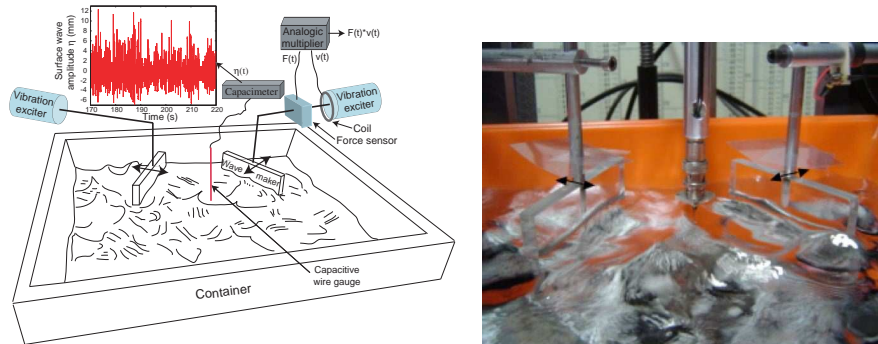 Surface wave
amplitude η (mm)
12
10
8
6
4
2
0
-2
-4
-6
170 180 190 200 210 220
Time (s)
η(t)
Capacimeter
Analogic
multiplier
F(t)*v(t)
F(t)
v(t)
Vibration
exciter
Vibration
exciter
Coil
Force sensor
Wave maker
Capacitive
wire gauge
Container